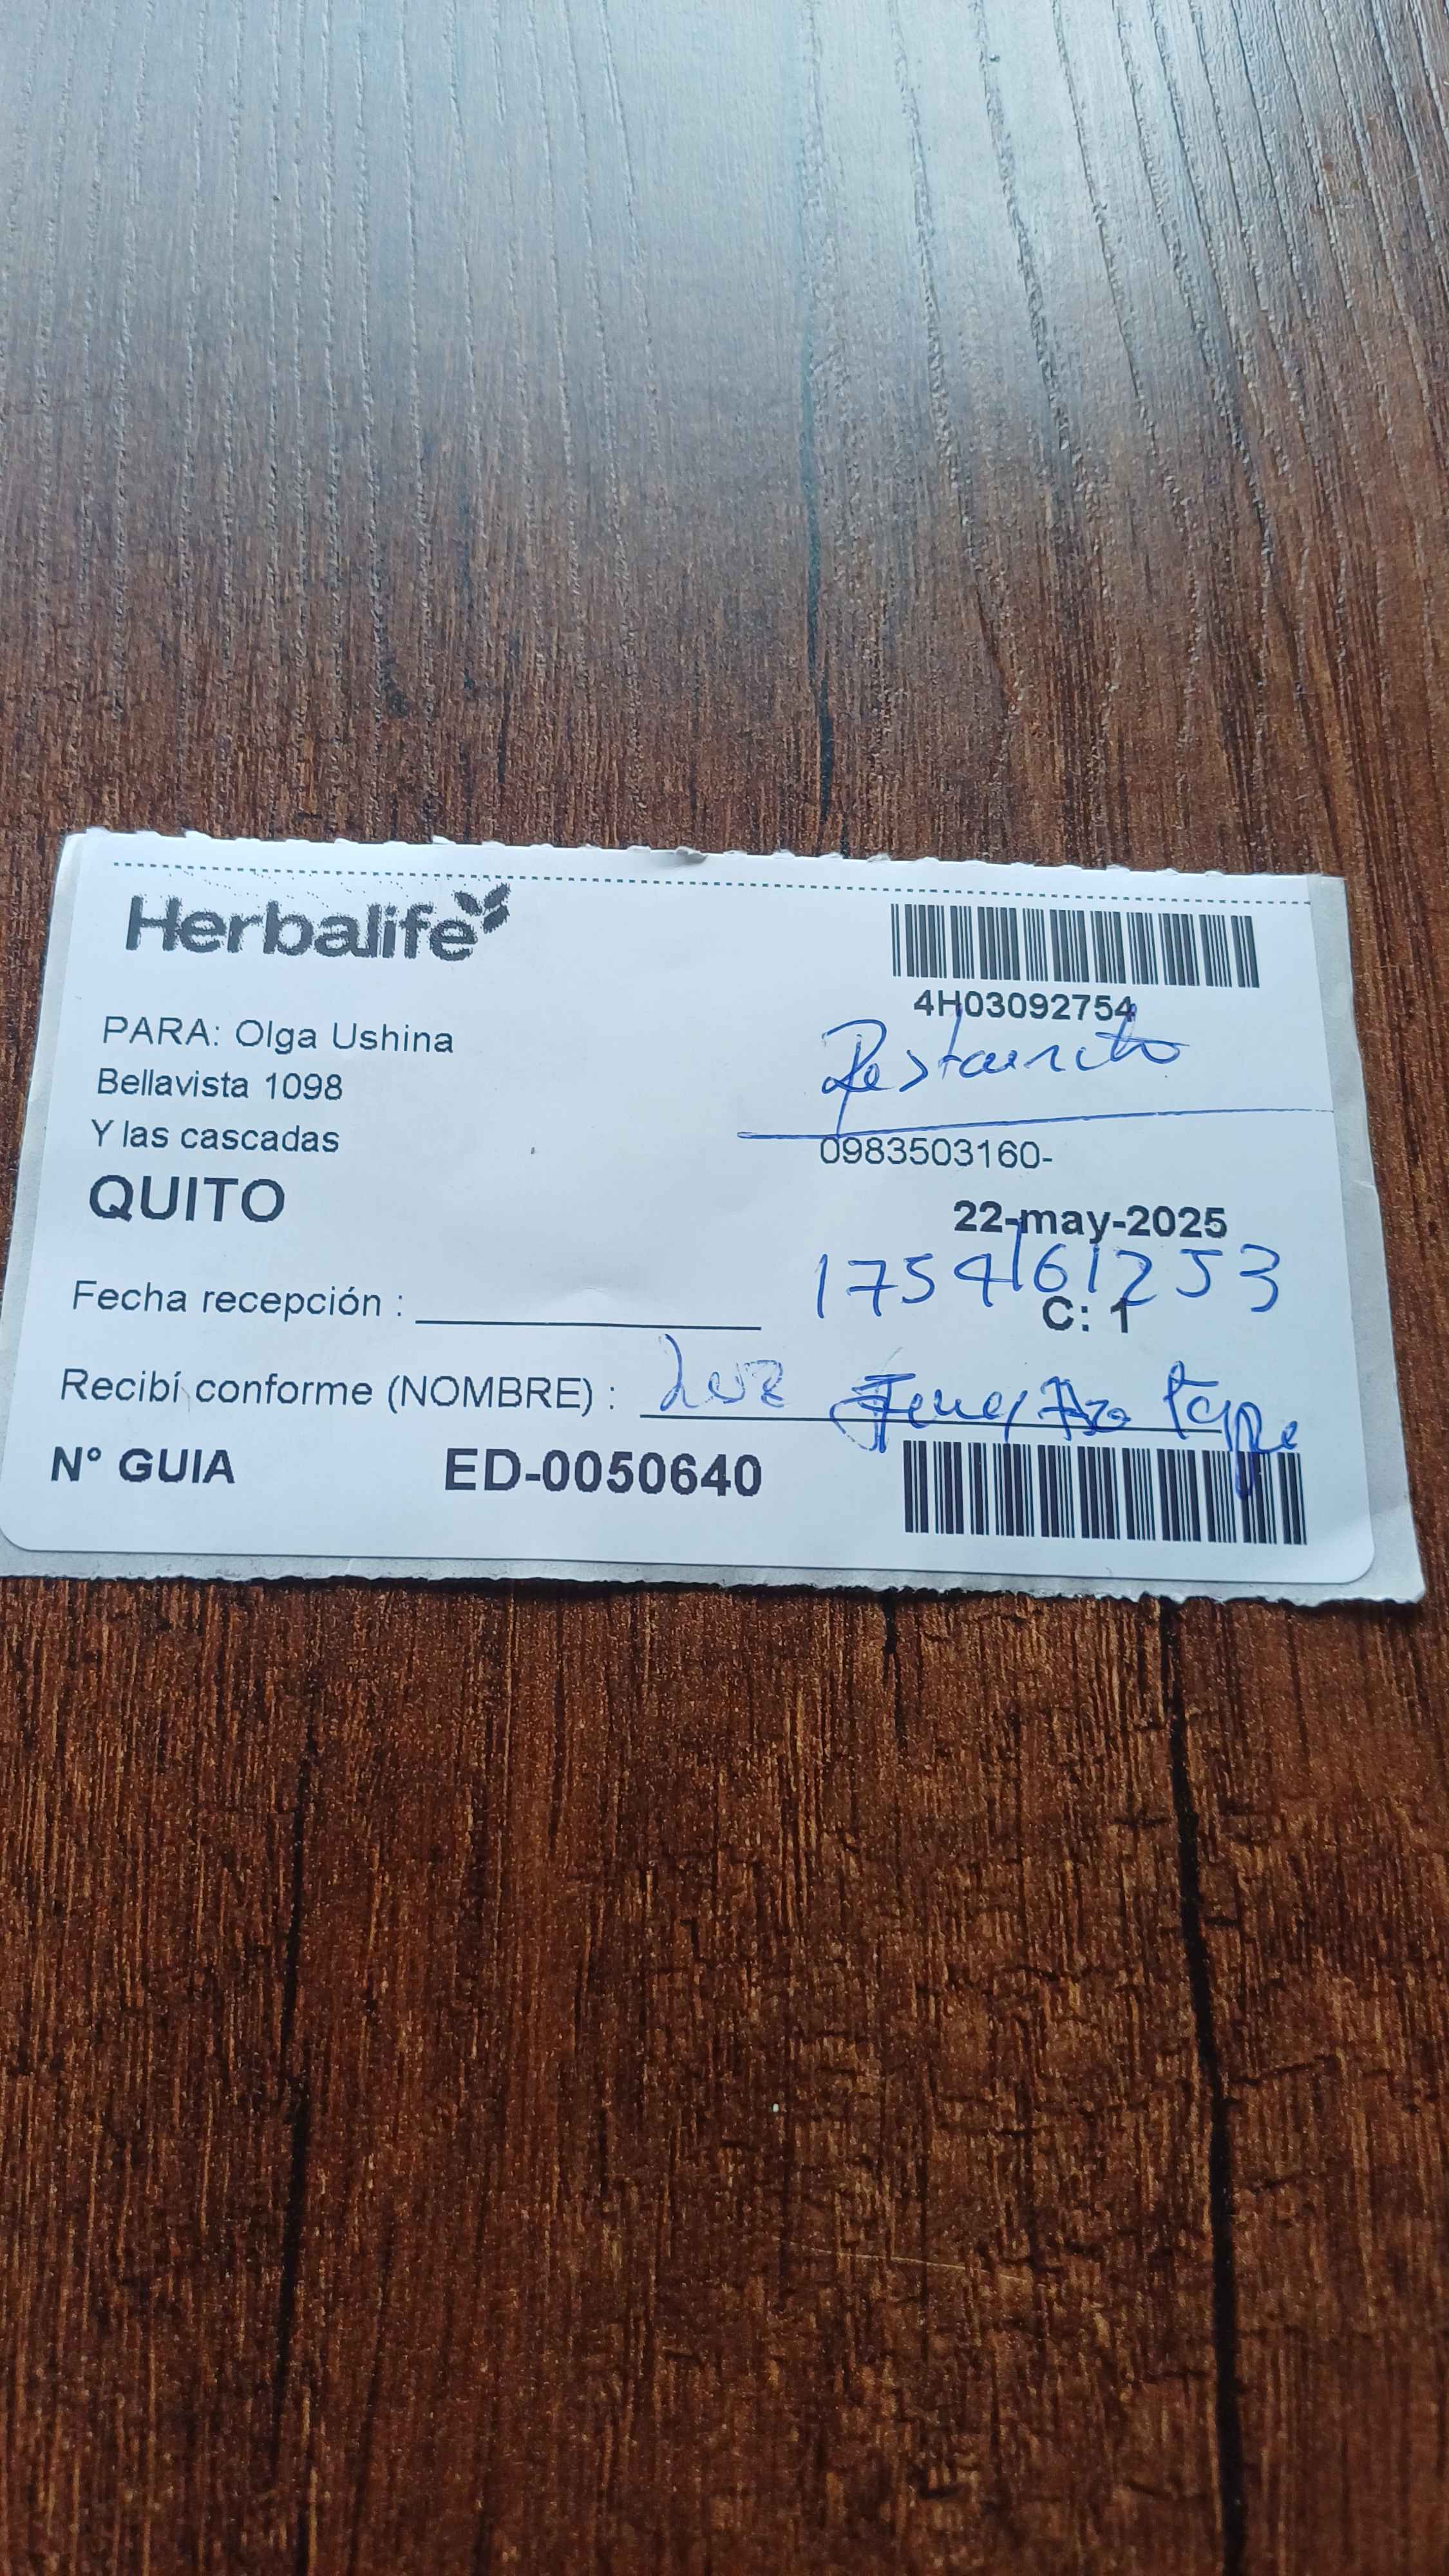 Herbalife
4H03092754
PARA: Olga Ushina
Bellavista 1098
Y las cascadas
0983503160-
QUITO
22-may-2025
1754161253
Fecha recepción :
C: 1
Recibí conforme (NOMBRE) : Luz
N° GUIA ED-0050640